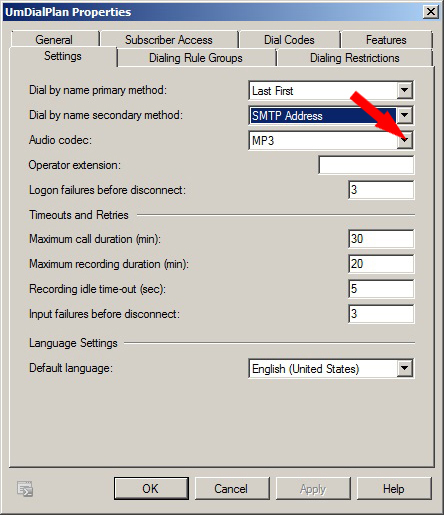 UmDialPlan Properties
General
Subscriber Access
Dial Codes
Features
Settings
Dialing Rule Groups
Dialing Restrictions
Dial by name primary method: Last First
Dial by name secondary method: SMTP Address
Audio codec: MP3
Operator extension:
Logon failures before disconnect: 3
Timeouts and Retries
Maximum call duration (min): 30
Maximum recording duration (min): 20
Recording idle time-out (sec): 5
Input failures before disconnect: 3
Language Settings
Default language: English (United States)
OK
Cancel
Apply
Help